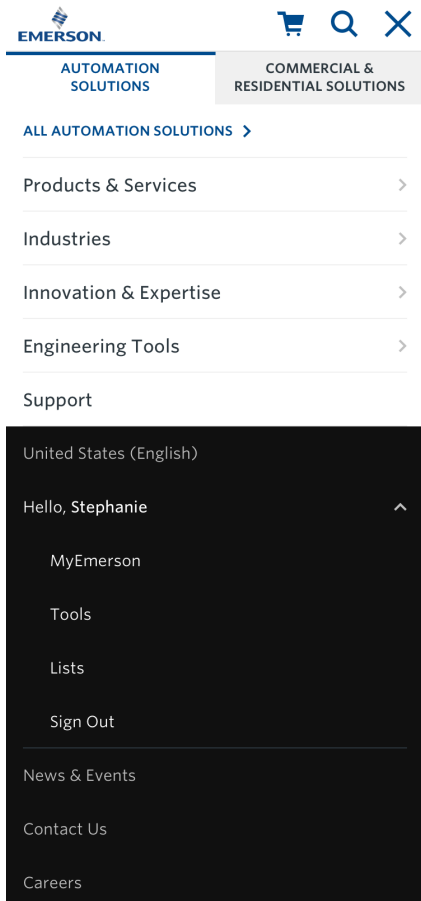 EMERSON.
AUTOMATION
SOLUTIONS
COMMERCIAL &
RESIDENTIAL SOLUTIONS
ALL AUTOMATION SOLUTIONS
Products & Services
Industries
Innovation & Expertise
Engineering Tools
Support
United States (English)
Hello, Stephanie
MyEmerson
Tools
Lists
Sign Out
News & Events
Contact Us
Careers